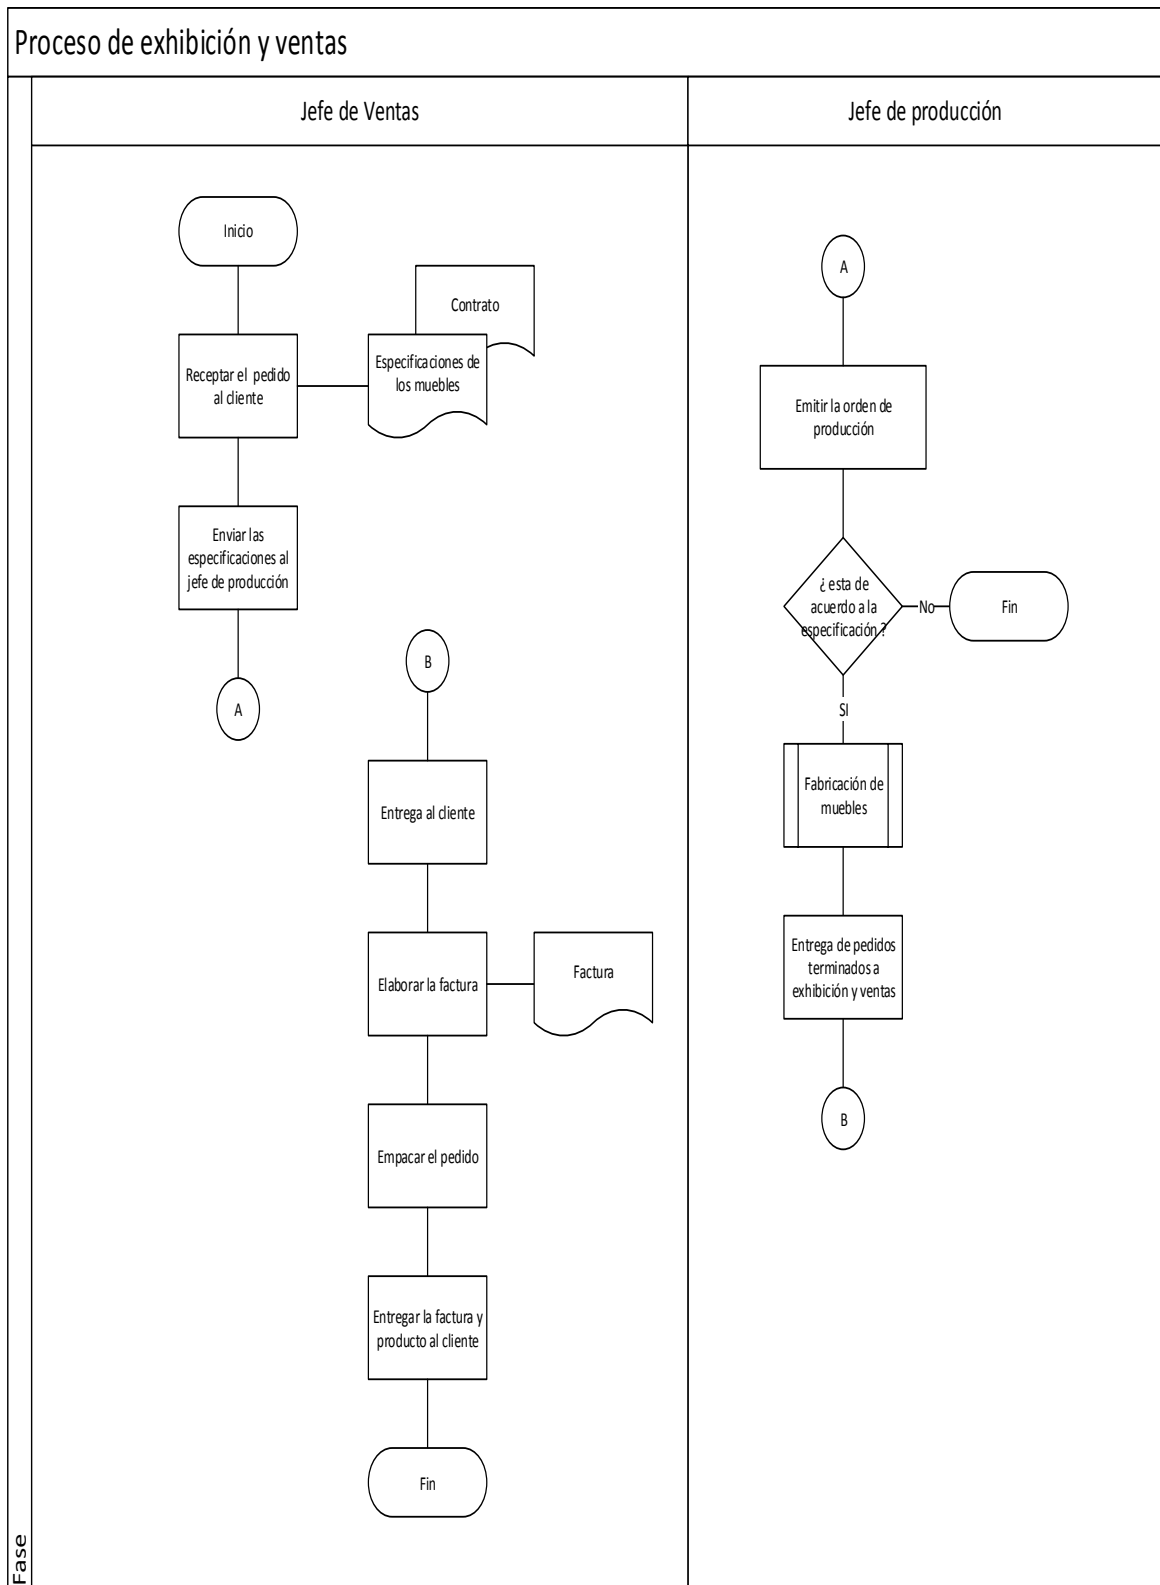 Proceso de exhibición y ventas
Jefe de Ventas
Jefe de producción
Fase
Inicio
Contrato
Receptar el pedido
al cliente
Especificaciones de
los muebles
Enviar las
especificaciones al
jefe de producción
A
B
Entrega al cliente
Elaborar la factura
Factura
Empacar el pedido
Entregar la factura y
producto al cliente
Fin
A
Emitir la orden de
producción
¿ esta de
acuerdo a la
especificación ?
No
Fin
SI
Fabricación de
muebles
Entrega de pedidos
terminados a
exhibición y ventas
B